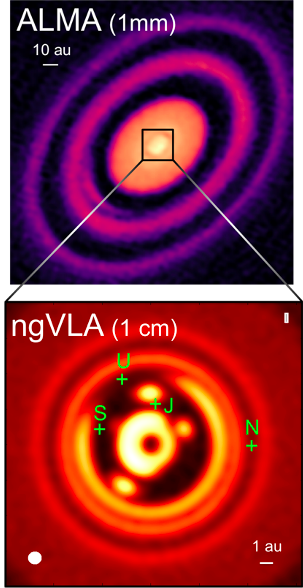 ALMA (1mm)
10 au
ngVLA (1 cm)
U
S
J
N
1 au